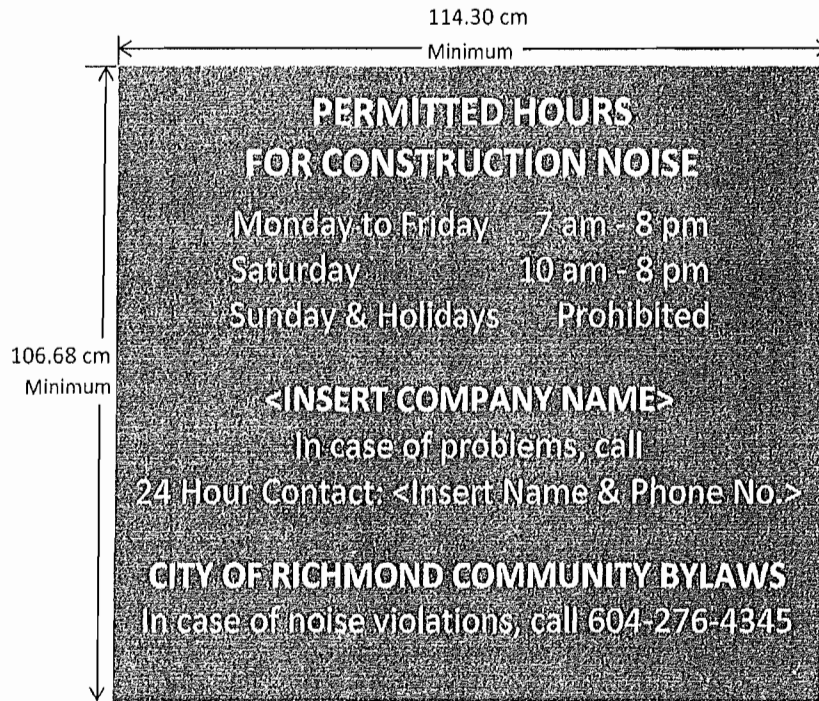 114.30 cm
Minimum
PERMITTED HOURS
FOR CONSTRUCTION NOISE
Monday to Friday 7 am - 8 pm
Saturday 10 am - 8 pm
Sunday & Holidays Prohibited
106.68 cm
Minimum
<INSERT COMPANY NAME>
In case of problems, call
24 Hour Contact: <Insert Name & Phone No.>
CITY OF RICHMOND COMMUNITY BYLAWS
In case of noise violations, call 604-276-4345